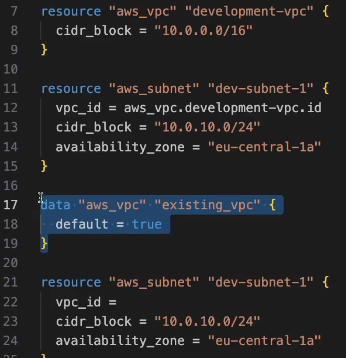 7 resource "aws_vpc" "development-vpc" {
8   cidr_block = "10.0.0.0/16"
9 }
10
11 resource "aws_subnet" "dev-subnet-1" {
12   vpc_id = aws_vpc.development-vpc.id
13   cidr_block = "10.0.10.0/24"
14   availability_zone = "eu-central-1a"
15 }
16
17 data "aws_vpc" "existing_vpc" {
18   default = true
19 }
20
21 resource "aws_subnet" "dev-subnet-1" {
22   vpc_id =
23   cidr_block = "10.0.10.0/24"
24   availability_zone = "eu-central-1a"